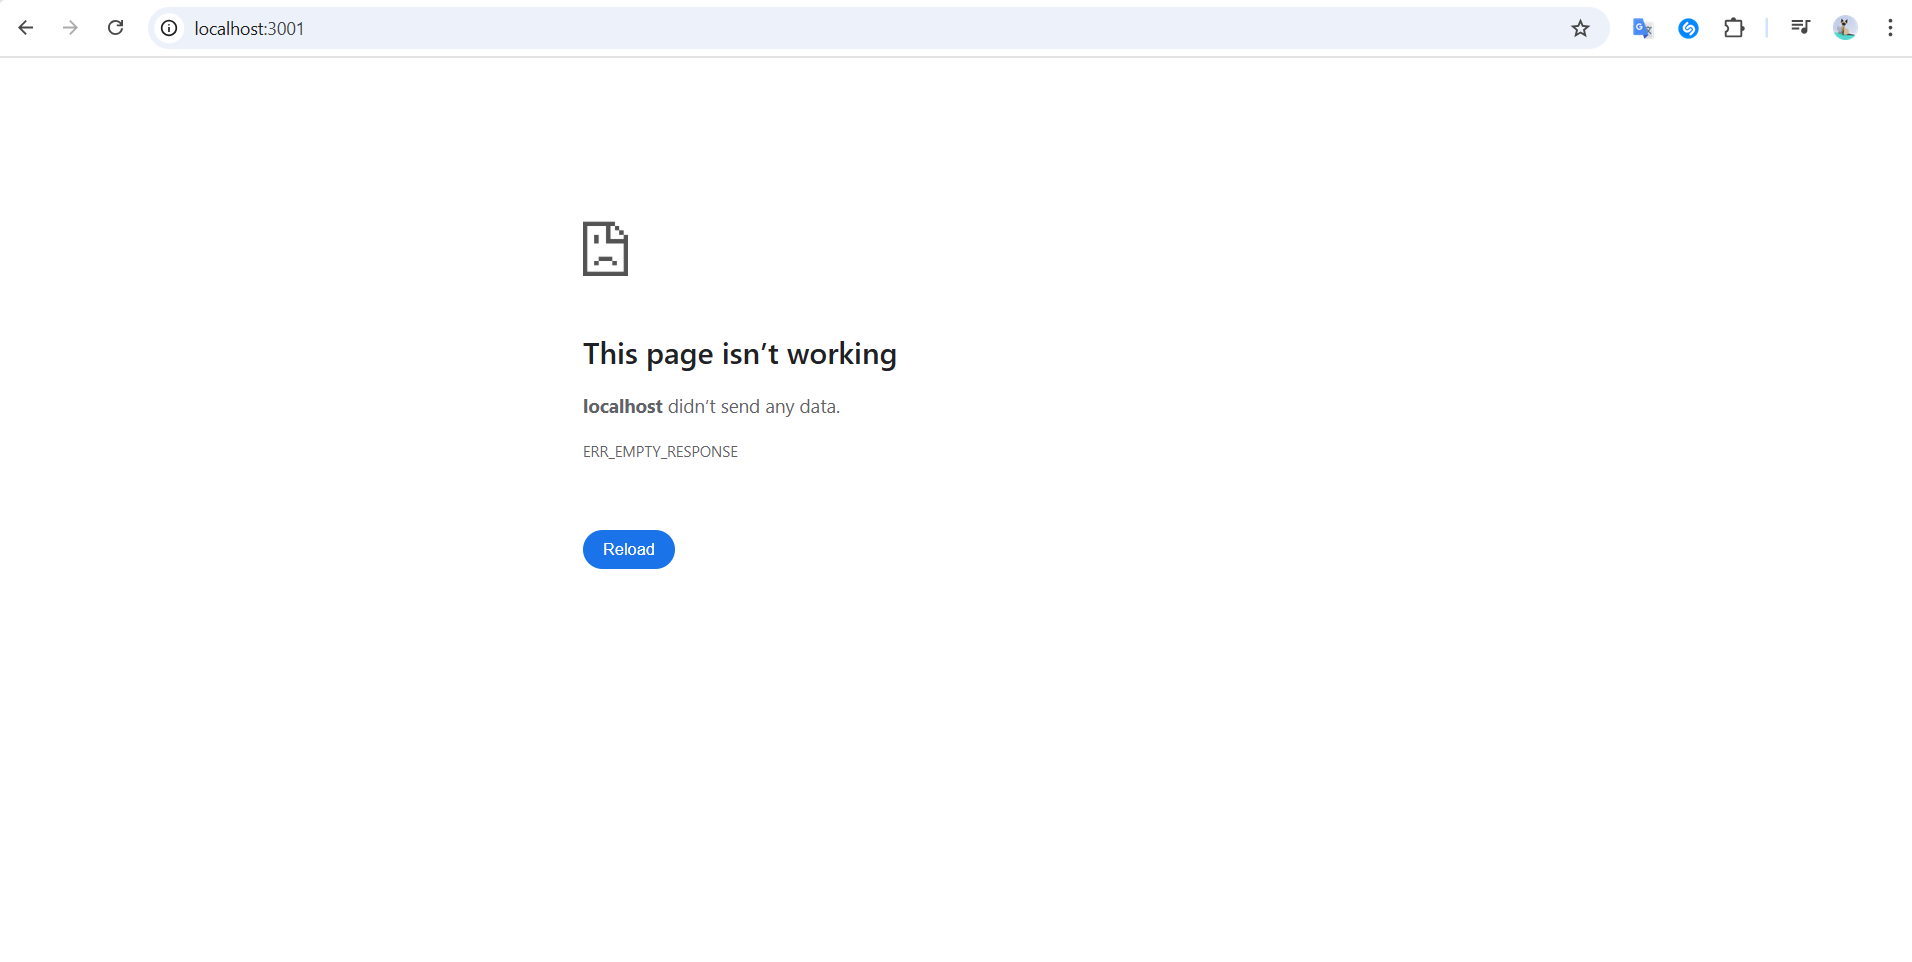 localhost:3001
This page isn’t working
localhost didn’t send any data.
ERR_EMPTY_RESPONSE
Reload